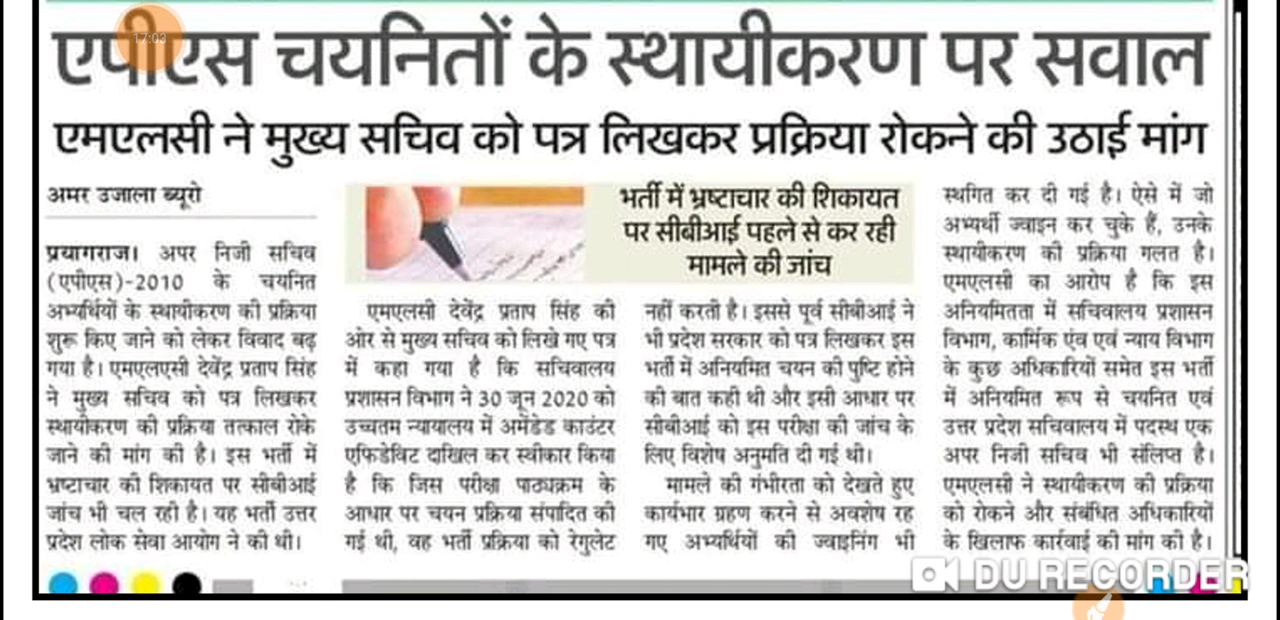 17:03
एपीएस चयनितों के स्थायीकरण पर सवाल
एमएलसी ने मुख्य सचिव को पत्र लिखकर प्रक्रिया रोकने की उठाई मांग
अमर उजाला ब्यूरो
प्रयागराज। अपर निजी सचिव
(एपीएस)-2010 के चयनित
अभ्यर्थियों के स्थायीकरण की प्रक्रिया
शुरू किए जाने को लेकर विवाद बढ़
गया है। एमएलएसी देवेंद्र प्रताप सिंह
ने मुख्य सचिव को पत्र लिखकर
स्थायीकरण की प्रक्रिया तत्काल रोके
जाने की मांग की है। इस भर्ती में
भ्रष्टाचार की शिकायत पर सीबीआई
जांच भी चल रही है। यह भर्ती उत्तर
प्रदेश लोक सेवा आयोग ने की थी।
भर्ती में भ्रष्टाचार की शिकायत
पर सीबीआई पहले से कर रही
मामले की जांच
एमएलसी देवेंद्र प्रताप सिंह की
ओर से मुख्य सचिव को लिखे गए पत्र
में कहा गया है कि सचिवालय
प्रशासन विभाग ने 30 जून 2020 को
उच्चतम न्यायालय में अमेंडेड काउंटर
एफिडेविट दाखिल कर स्वीकार किया
है कि जिस परीक्षा पाठ्यक्रम के
आधार पर चयन प्रक्रिया संपादित की
गई थी, वह भर्ती प्रक्रिया को रेगुलेट
नहीं करती है। इससे पूर्व सीबीआई ने
भी प्रदेश सरकार को पत्र लिखकर इस
भर्ती में अनियमित चयन की पुष्टि होने
की बात कही थी और इसी आधार पर
सीबीआई को इस परीक्षा की जांच के
लिए विशेष अनुमति दी गई थी।
मामले की गंभीरता को देखते हुए
कार्यभार ग्रहण करने से अवशेष रह
गए अभ्यर्थियों की ज्वाइनिंग भी
स्थगित कर दी गई है। ऐसे में जो
अभ्यर्थी ज्वाइन कर चुके हैं, उनके
स्थायीकरण की प्रक्रिया गलत है।
एमएलसी का आरोप है कि इस
अनियमितता में सचिवालय प्रशासन
विभाग, कार्मिक एंव एवं न्याय विभाग
के कुछ अधिकारियों समेत इस भर्ती
में अनियमित रूप से चयनित एवं
उत्तर प्रदेश सचिवालय में पदस्थ एक
अपर निजी सचिव भी संलिप्त है।
एमएलसी ने स्थायीकरण की प्रक्रिया
को रोकने और संबंधित अधिकारियों
के खिलाफ कार्रवाई की मांग की है।
DU RECORDER